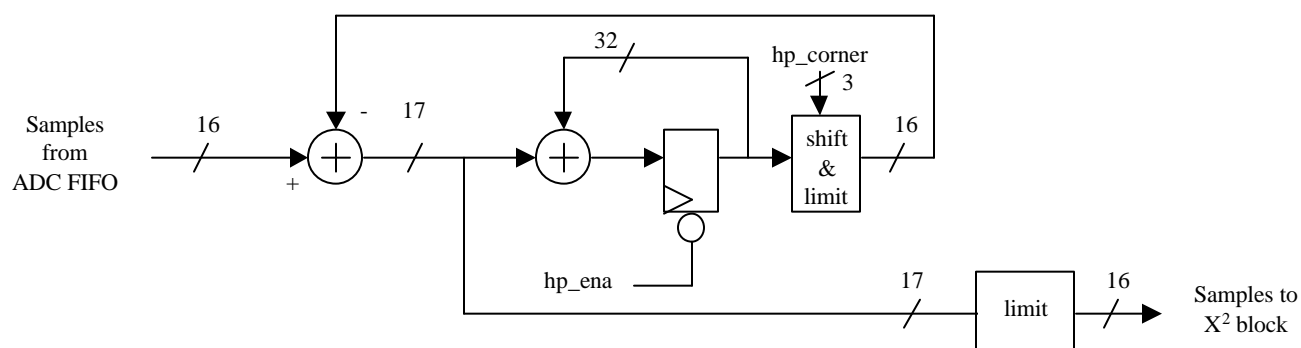 32
hp_corner
3
Samples
from
ADC FIFO
16
+
-
17
16
shift
&
limit
hp_ena
17
limit
16
Samples to
X² block